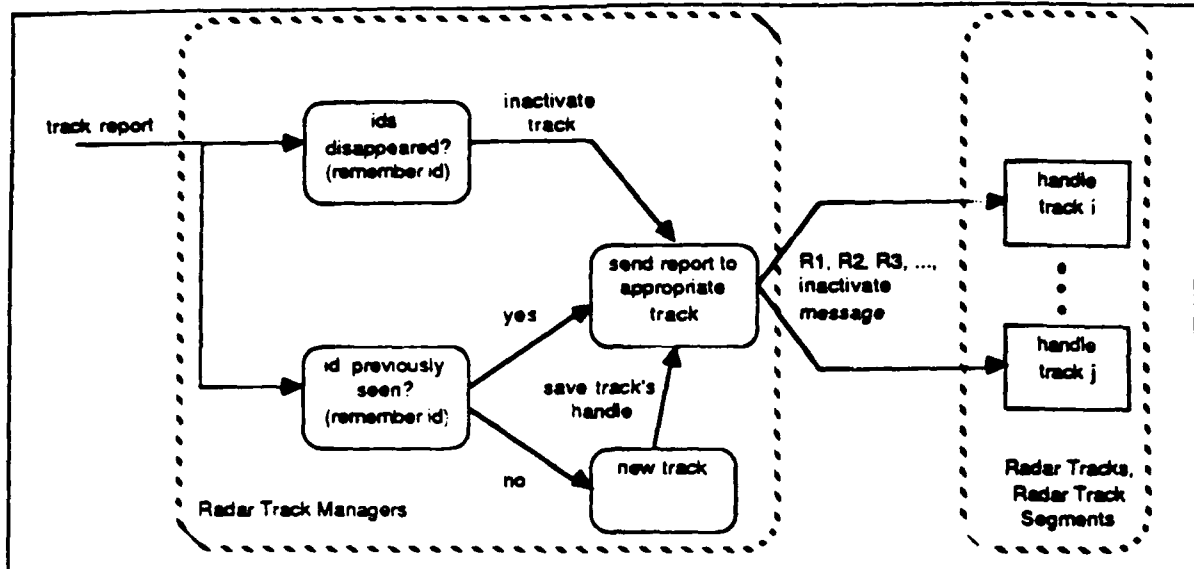 track report
ids
disappeared?
(remember id)
inactivate
track
send report to
appropriate
track
yes
id previously
seen?
(remember id)
save track's
handle
no
new track
Radar Track Managers
R1, R2, R3, ...,
inactivate
message
handle
track i
handle
track j
Radar Tracks,
Radar Track
Segments